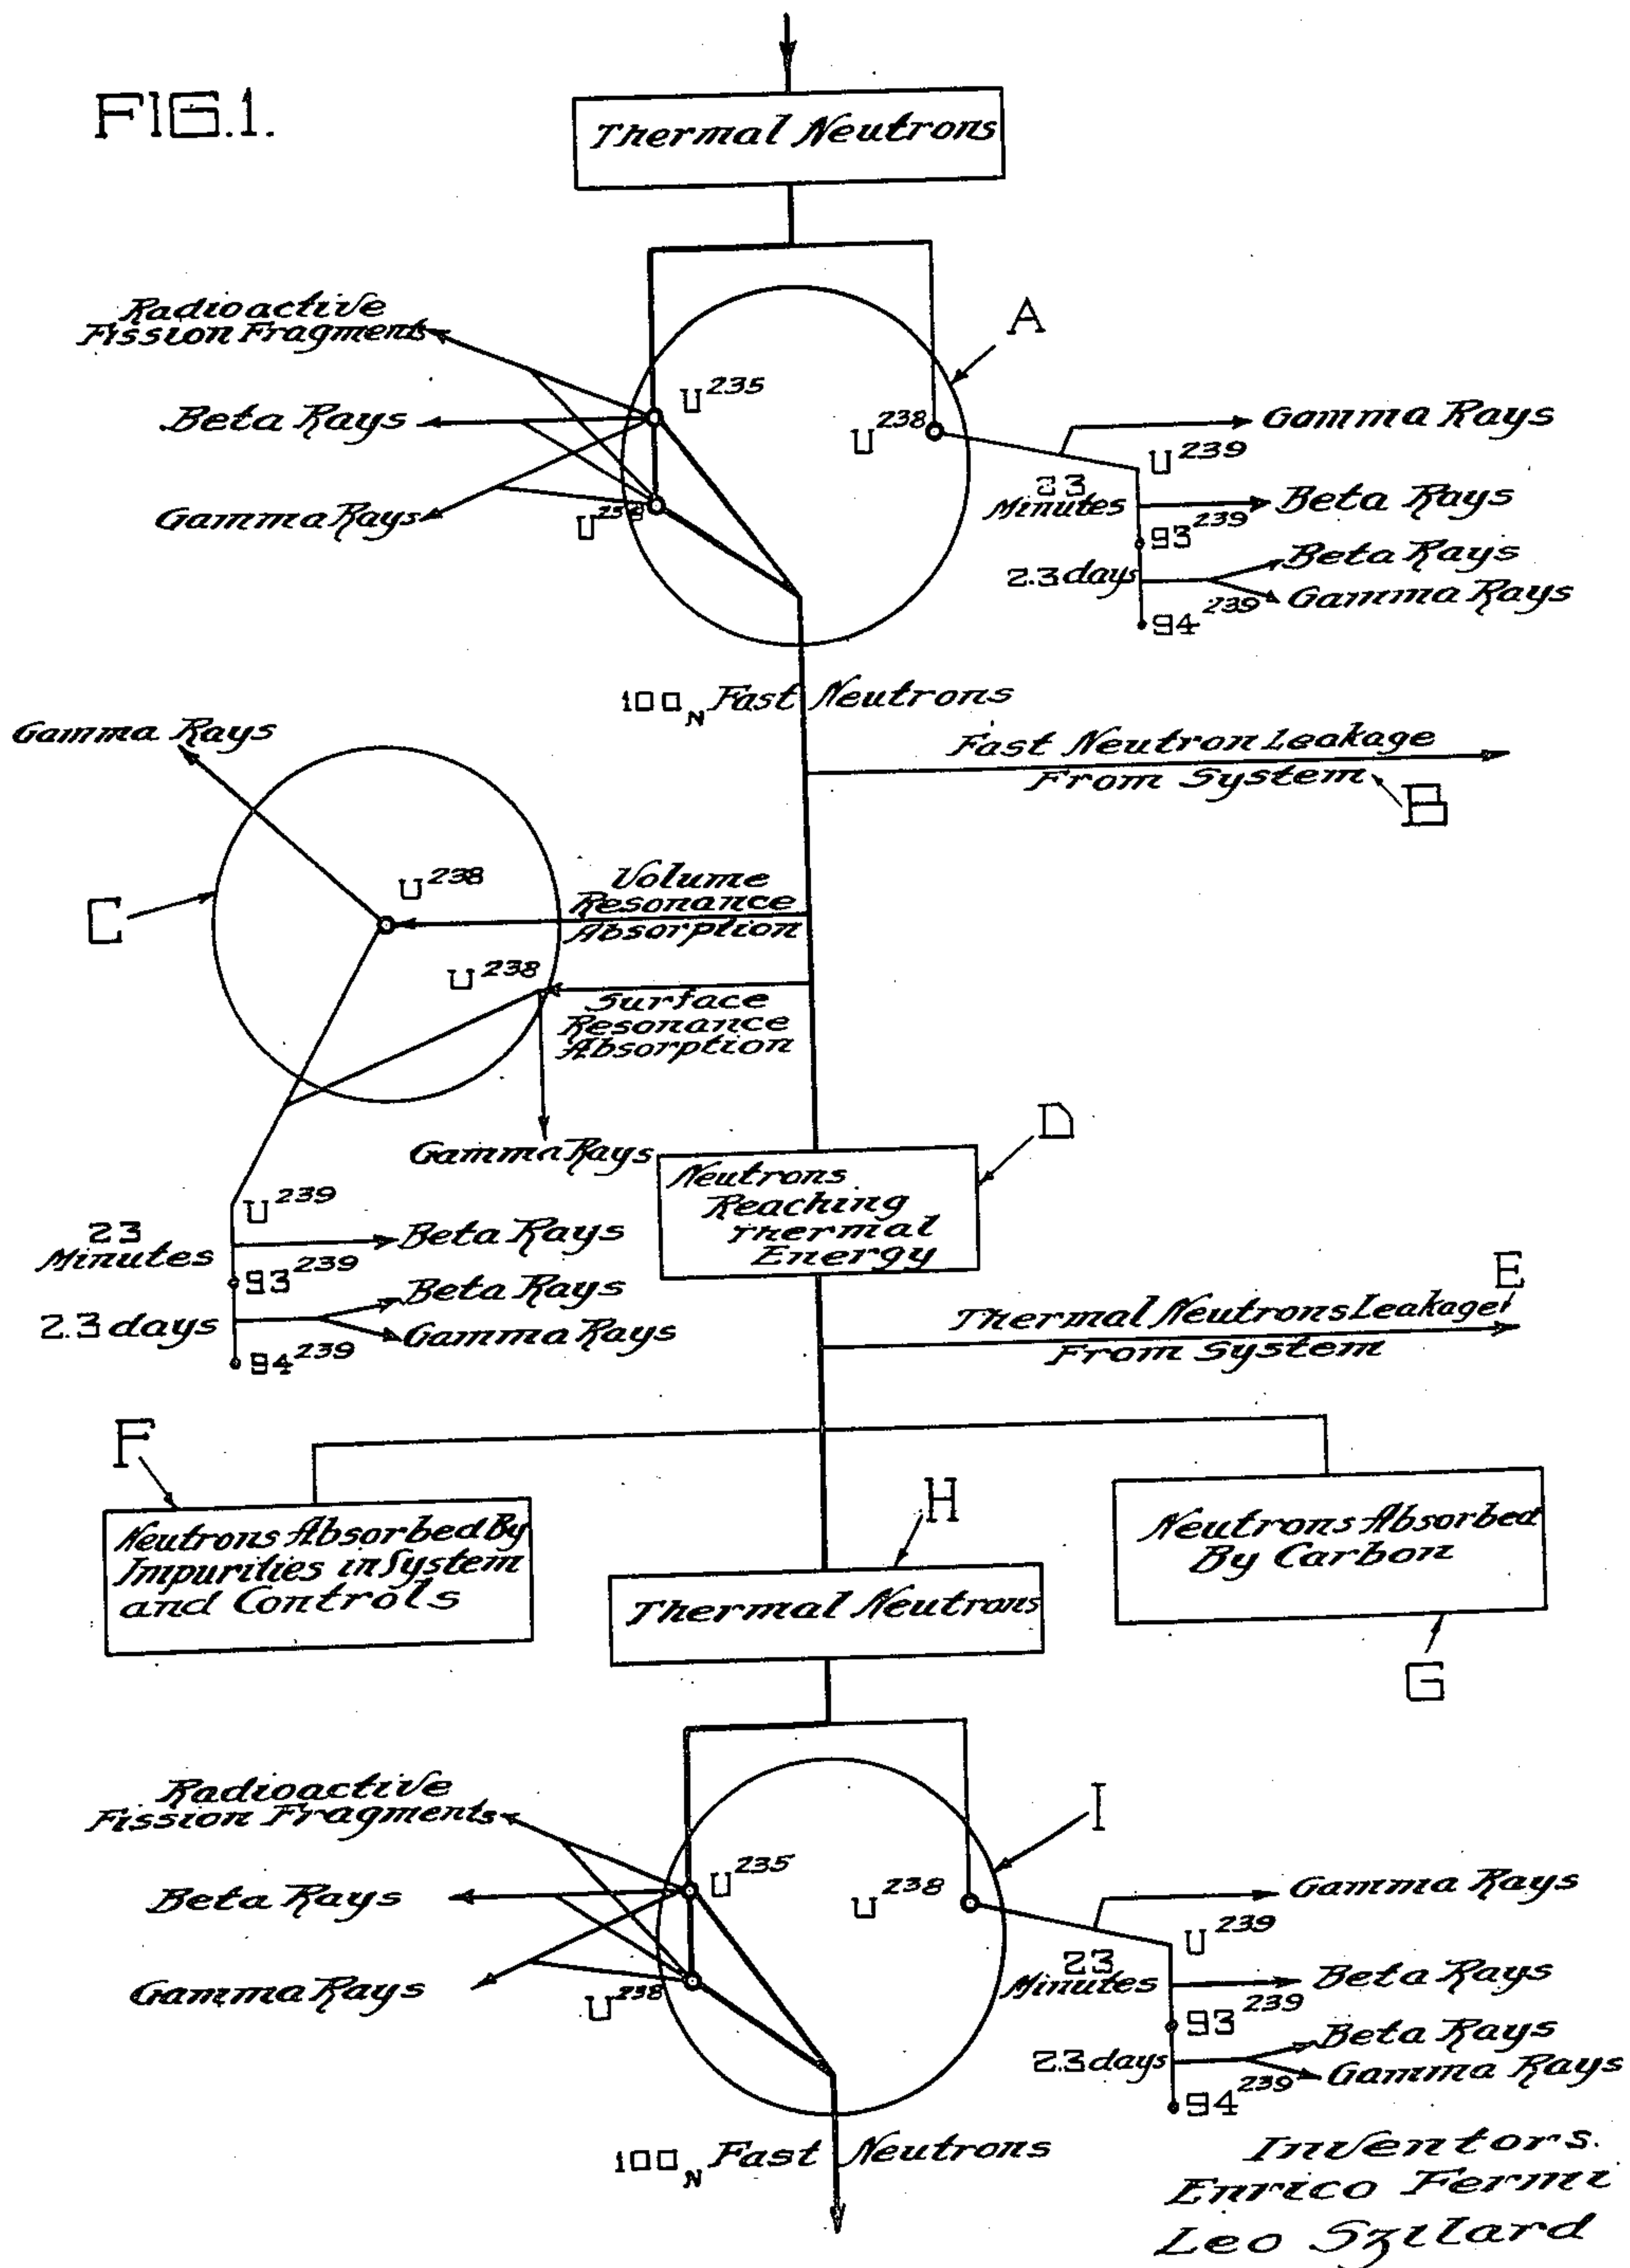 FIG.1.
Thermal Neutrons
A
Radioactive
Fission Fragments
U235
Beta Rays
U238
Gamma Rays
U239
Gamma Rays
23
Minutes
Beta Rays
93239
2.3 days
Beta Rays
Gamma Rays
94239
100N Fast Neutrons
Gamma Rays
Fast Neutron Leakage
From System
B
C
U238
Volume
Resonance
Absorption
U238
Surface
Resonance
Absorption
Gamma Rays
D
Neutrons
Reaching
Thermal
Energy
U239
23
Minutes
Beta Rays
93239
2.3 days
Beta Rays
Gamma Rays
94239
E
Thermal Neutrons Leakage
From System
F
Neutrons Absorbed By
Impurities in System
and Controls
H
Thermal Neutrons
Neutrons Absorbed
By Carbon
G
Radioactive
Fission Fragments
I
U235
Beta Rays
U238
Gamma Rays
U238
Gamma Rays
U239
23
Minutes
Beta Rays
93239
2.3 days
Beta Rays
Gamma Rays
94239
100N Fast Neutrons
Inventors.
Enrico Fermi
Leo Szilard